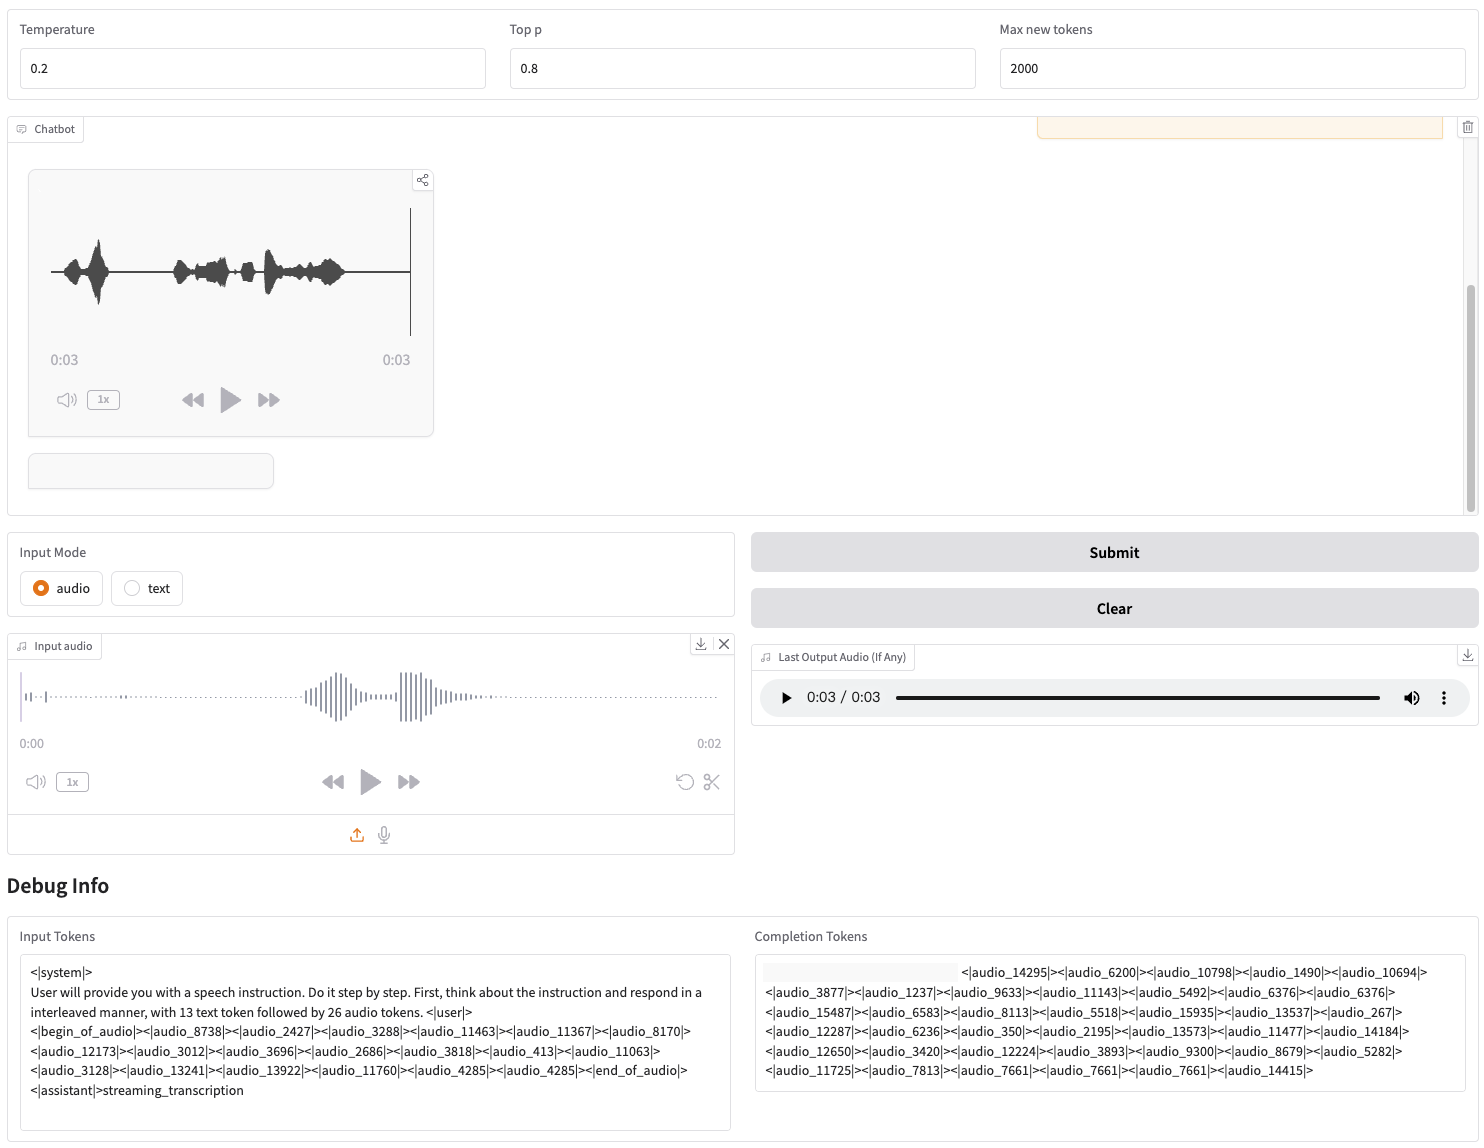 Temperature
Top p
Max new tokens
0.2
0.8
2000
Chatbot
0:03
0:03
1x
Input Mode
audio
text
Submit
Clear
Input audio
0:00
0:02
1x
Last Output Audio (If Any)
0:03 / 0:03
Debug Info
Input Tokens
<|system|>
User will provide you with a speech instruction. Do it step by step. First, think about the instruction and respond in a
interleaved manner, with 13 text token followed by 26 audio tokens. <|user|>
<|begin_of_audio|><|audio_8738|><|audio_2427|><|audio_3288|><|audio_11463|><|audio_11367|><|audio_8170|>
<|audio_12173|><|audio_3012|><|audio_3696|><|audio_2686|><|audio_3818|><|audio_413|><|audio_11063|>
<|audio_3128|><|audio_13241|><|audio_13922|><|audio_11760|><|audio_4285|><|audio_4285|><|end_of_audio|>
<|assistant|>streaming_transcription
Completion Tokens
<|audio_14295|><|audio_6200|><|audio_10798|><|audio_1490|><|audio_10694|>
<|audio_3877|><|audio_1237|><|audio_9633|><|audio_11143|><|audio_5492|><|audio_6376|><|audio_6376|>
<|audio_15487|><|audio_6583|><|audio_8113|><|audio_5518|><|audio_15935|><|audio_13537|><|audio_267|>
<|audio_12287|><|audio_6236|><|audio_350|><|audio_2195|><|audio_13573|><|audio_11477|><|audio_14184|>
<|audio_12650|><|audio_3420|><|audio_12224|><|audio_3893|><|audio_9300|><|audio_8679|><|audio_5282|>
<|audio_11725|><|audio_7813|><|audio_7661|><|audio_7661|><|audio_7661|><|audio_14415|>